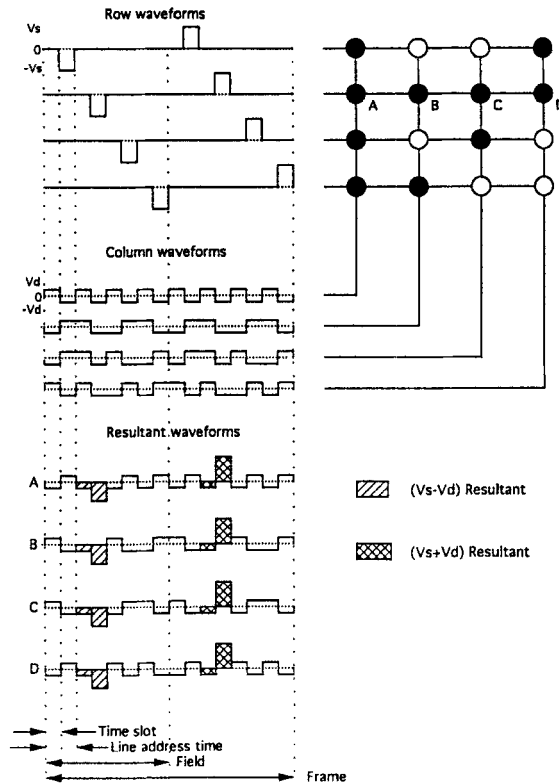 Row waveforms
Vs
0
-Vs
A B C
Column waveforms
Vd
0
-Vd
Resultant waveforms
A
(Vs-Vd) Resultant
B
(Vs+Vd) Resultant
C
D
Time slot
Line address time
Field
Frame